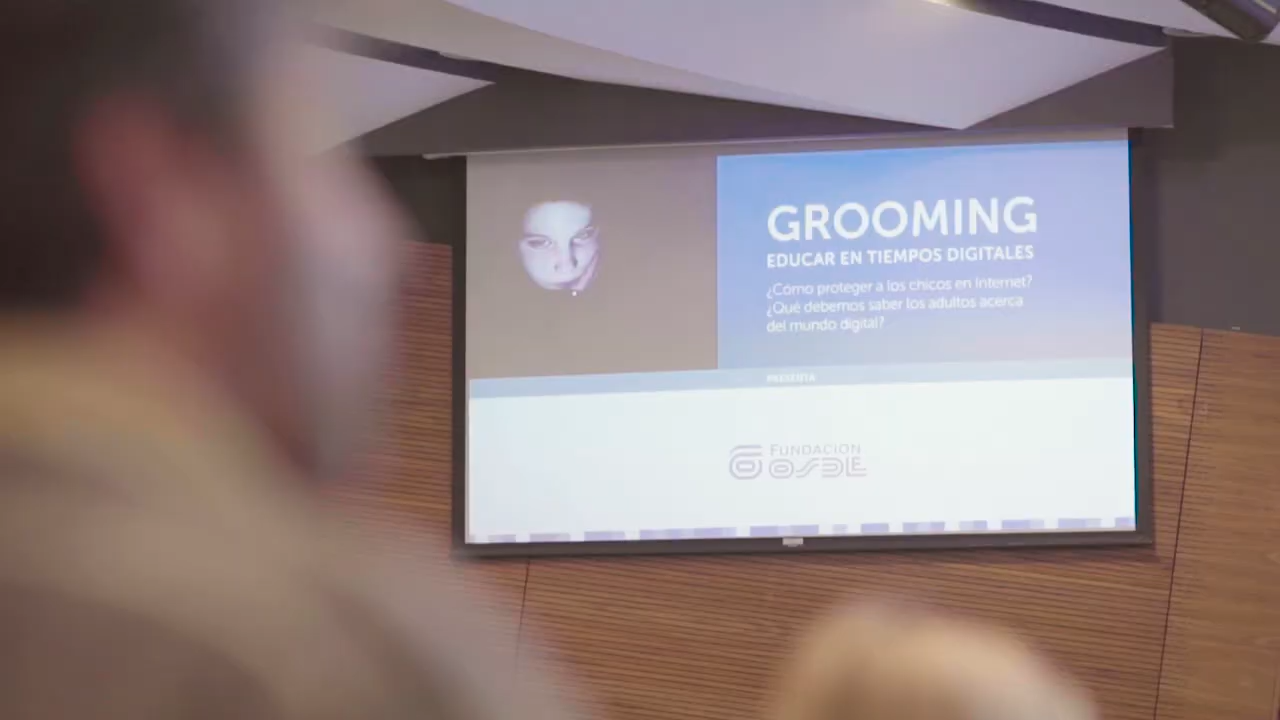 GROOMING
EDUCAR EN TIEMPOS DIGITALES
¿Cómo proteger a los chicos en Internet?
¿Qué debemos saber los adultos acerca
del mundo digital?
PRESENTA
FUNDACION
OSDE